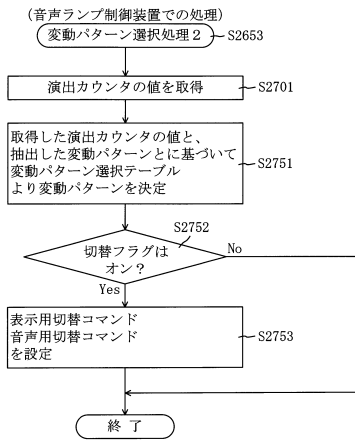 (音声ランプ制御装置での処理)
変動パターン選択処理2
S2653
演出カウンタの値を取得
S2701
取得した演出カウンタの値と、
抽出した変動パターンとに基づいて
変動パターン選択テーブル
より変動パターンを決定
S2751
S2752
切替フラグは
オン?
No
Yes
表示用切替コマンド
音声用切替コマンド
を設定
S2753
終了